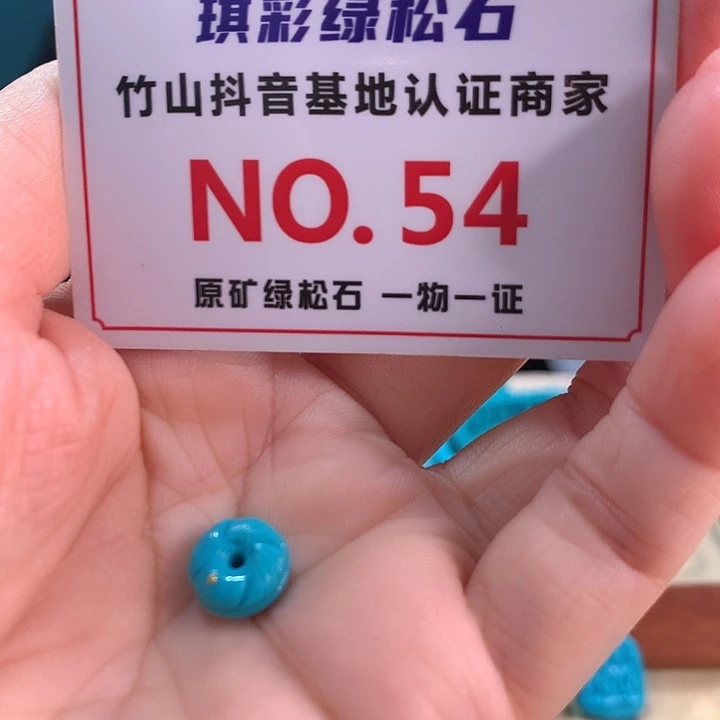 琪彩绿松石
竹山抖音基地认证商家
NO. 54
原矿绿松石 一物一证